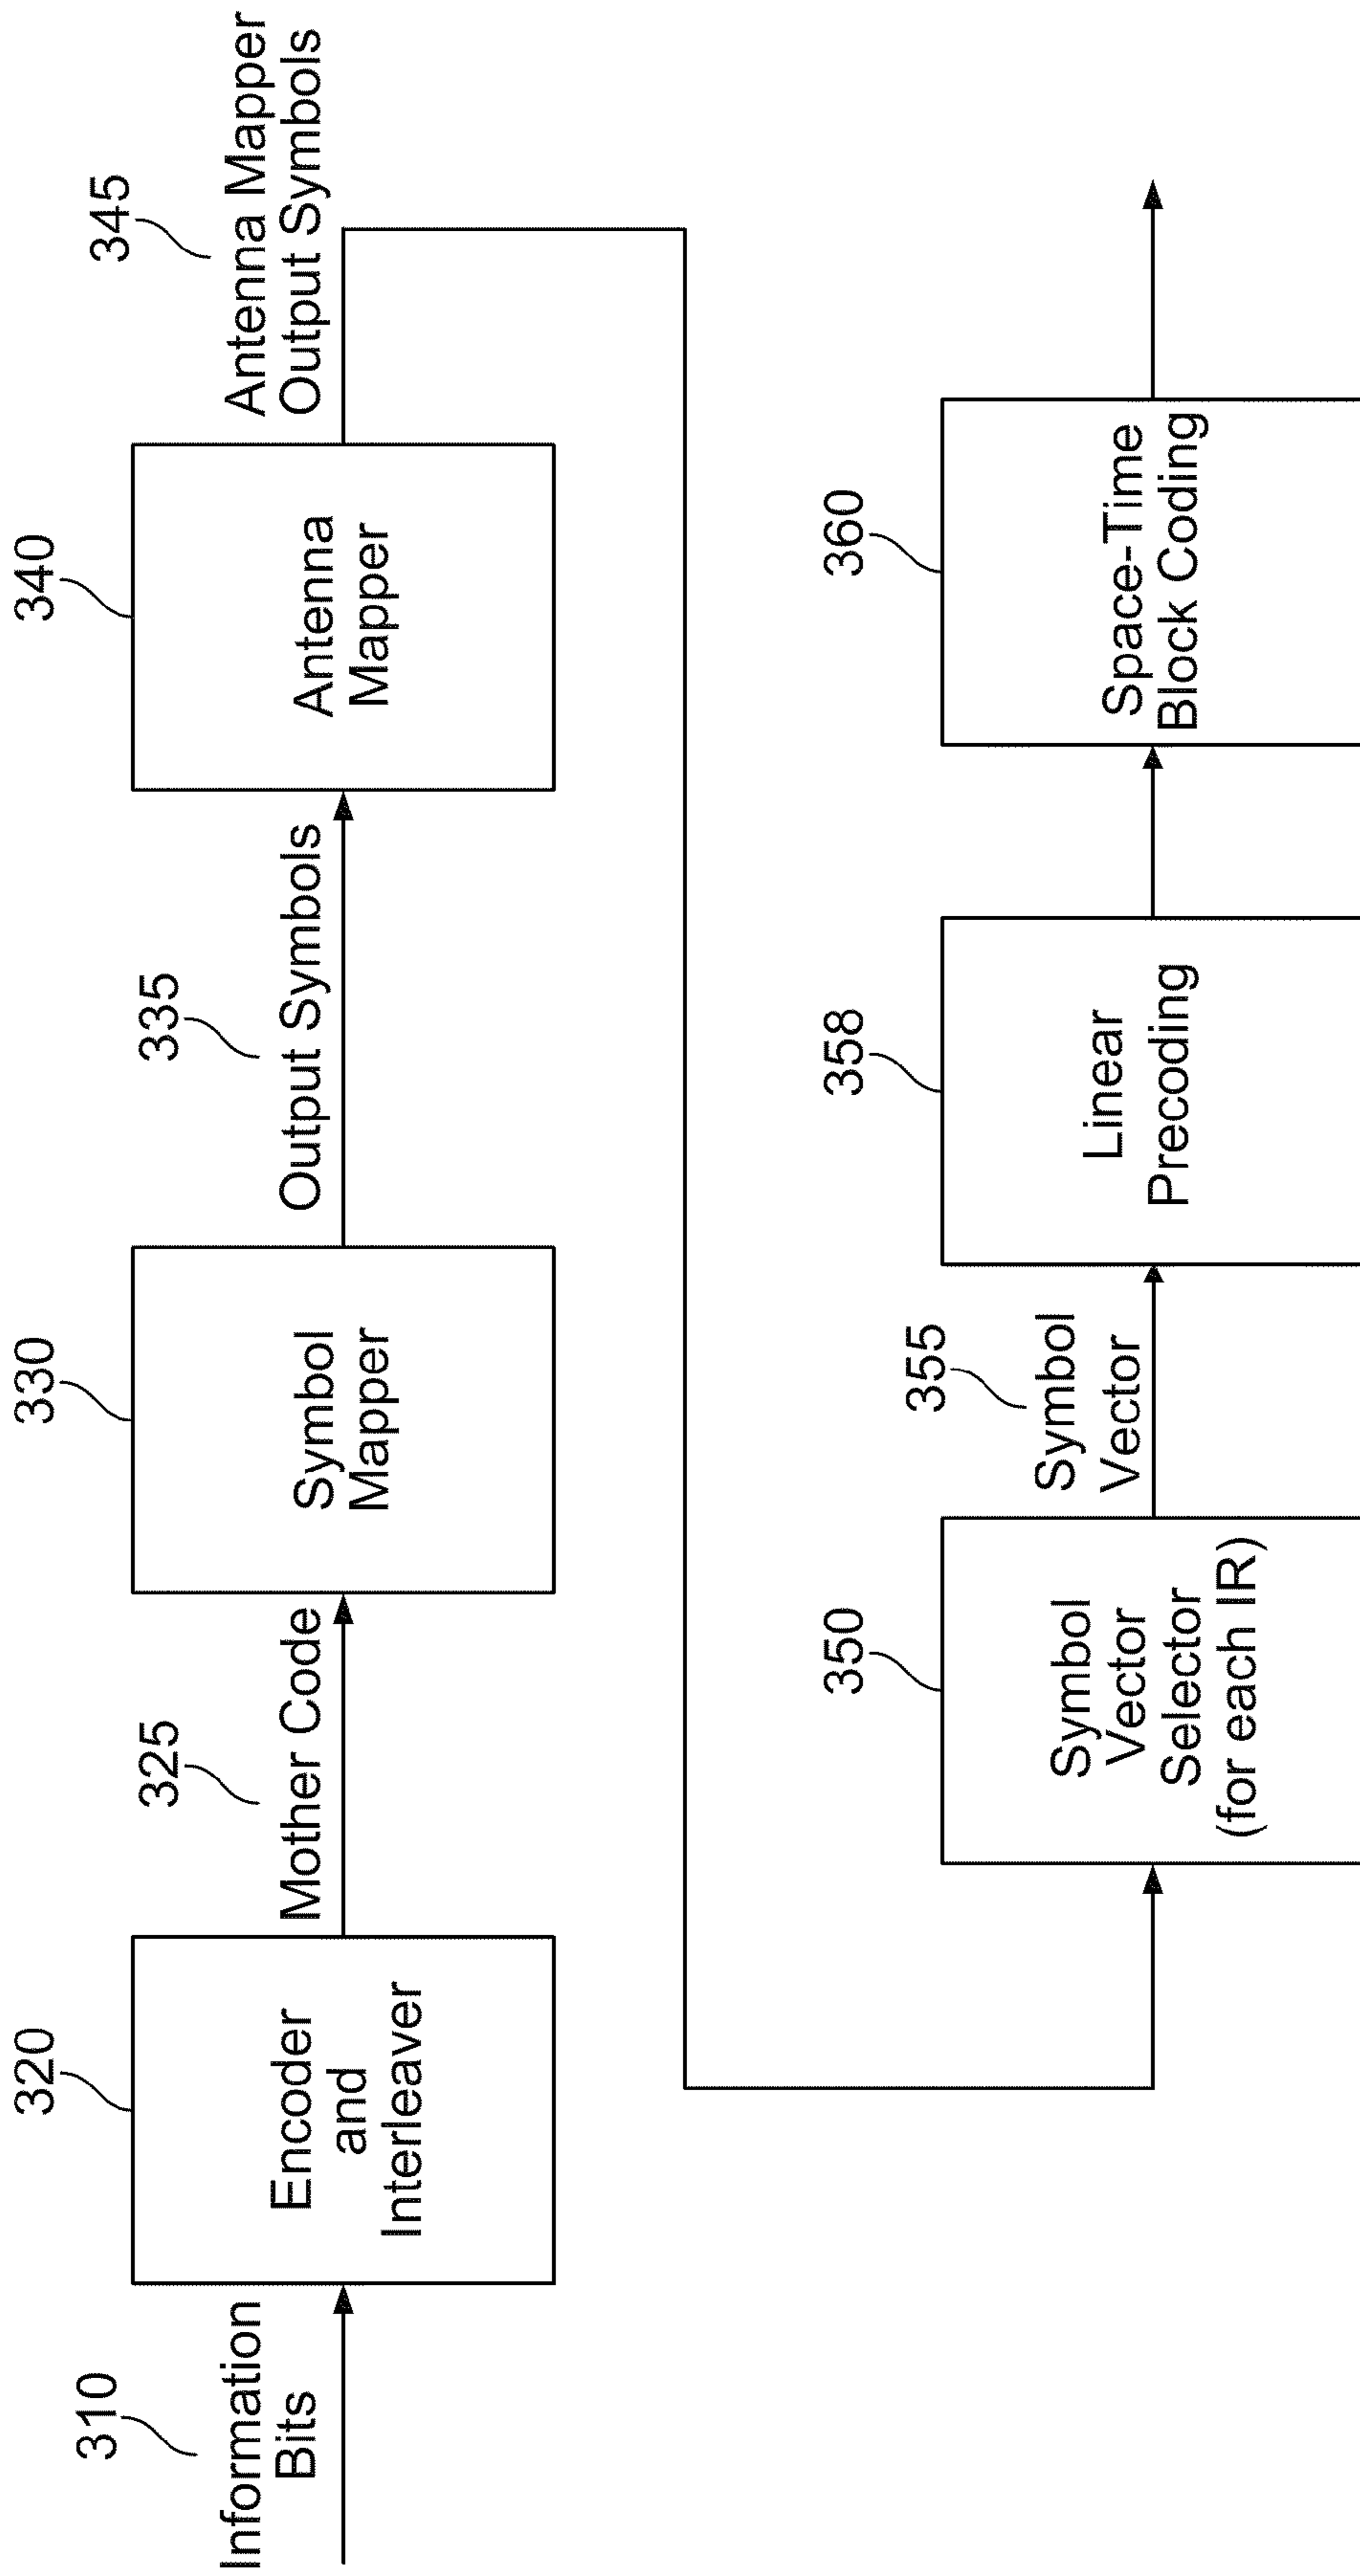 310
Information
Bits
320
Encoder
and
Interleaver
325
Mother Code
330
Symbol
Mapper
335
Output Symbols
340
Antenna
Mapper
345
Antenna Mapper
Output Symbols
350
Symbol
Vector
Selector
(for each IR)
355
Symbol
Vector
358
Linear
Precoding
360
Space-Time
Block Coding